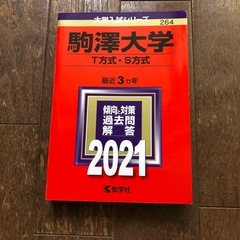 大学入試シリーズ
264
駒澤大学
T方式・S方式
最近3カ年
傾向と対策
過去問
解答
2021
教学社